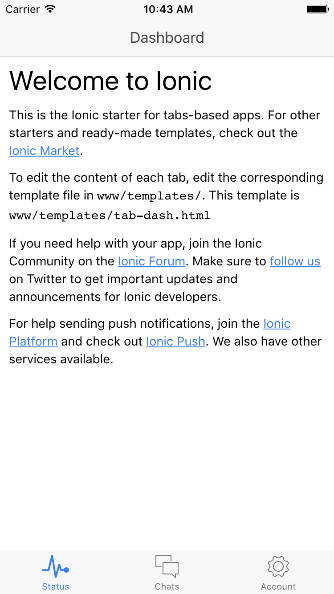 Carrier 10:43 AM
Dashboard
Welcome to Ionic
This is the Ionic starter for tabs-based apps. For other
starters and ready-made templates, check out the
Ionic Market.
To edit the content of each tab, edit the corresponding
template file in www/templates/. This template is
www/templates/tab-dash.html
If you need help with your app, join the Ionic
Community on the Ionic Forum. Make sure to follow us
on Twitter to get important updates and
announcements for Ionic developers.
For help sending push notifications, join the Ionic
Platform and check out Ionic Push. We also have other
services available.
Status Chats Account